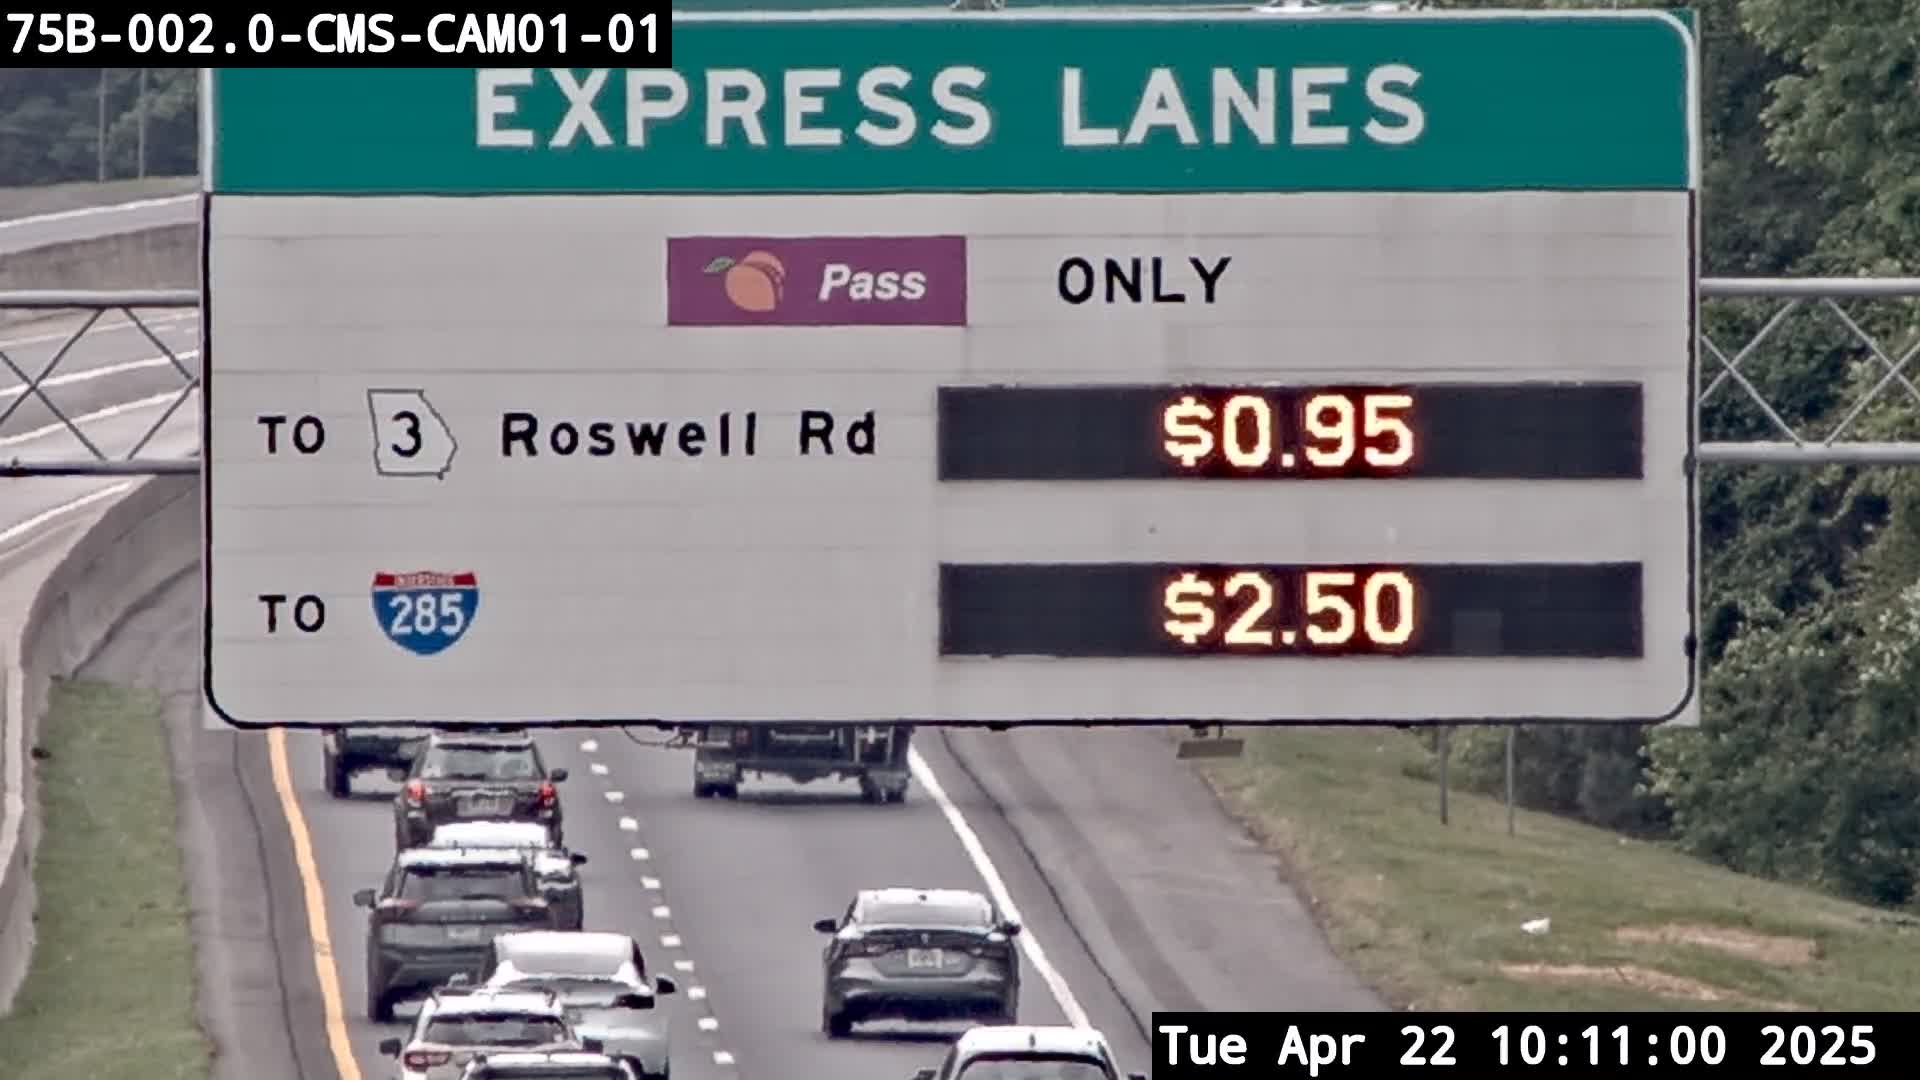 75B-002.0-CMS-CAM01-01
EXPRESS LANES
Pass ONLY
TO 3 Roswell Rd $0.95
TO INTERSTATE 285 $2.50
Tue Apr 22 10:11:00 2025